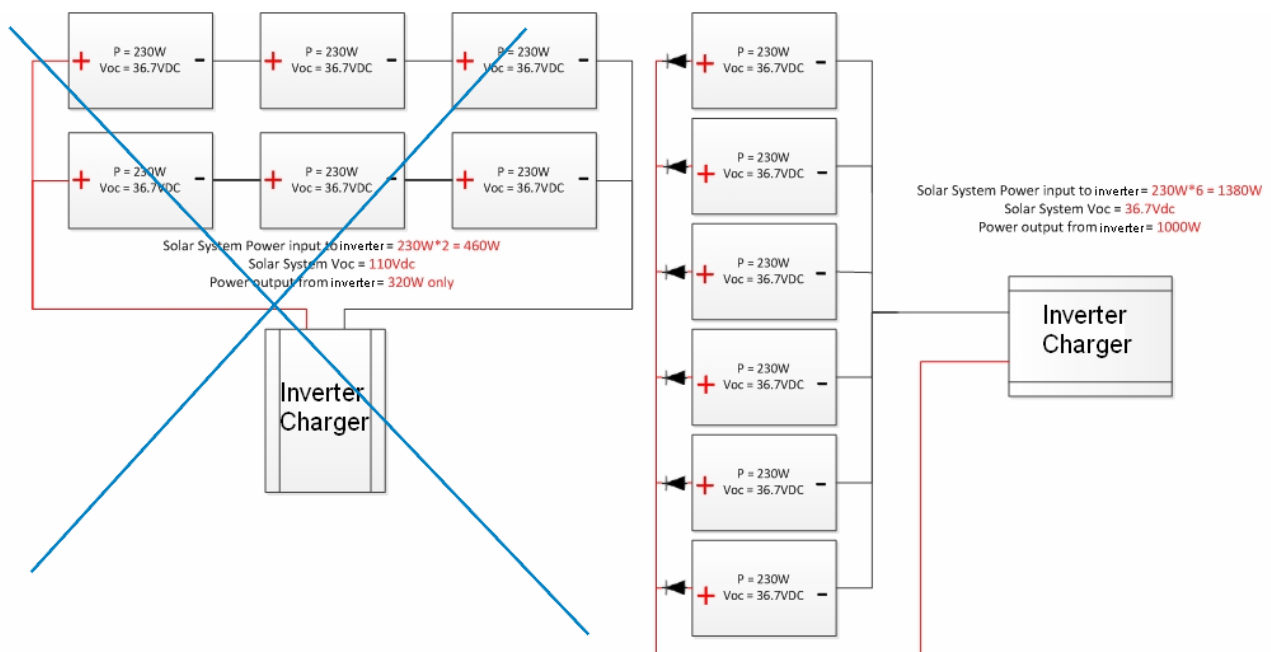 P = 230W
Voc = 36.7VDC
P = 230W
Voc = 36.7VDC
P = 230W
Voc = 36.7VDC
P = 230W
Voc = 36.7VDC
P = 230W
Voc = 36.7VDC
P = 230W
Voc = 36.7VDC
Solar System Power input to inverter = 230W*2 = 460W
Solar System Voc = 110Vdc
Power output from inverter = 320W only
Inverter
Charger
P = 230W
Voc = 36.7VDC
P = 230W
Voc = 36.7VDC
P = 230W
Voc = 36.7VDC
P = 230W
Voc = 36.7VDC
P = 230W
Voc = 36.7VDC
P = 230W
Voc = 36.7VDC
Solar System Power input to inverter = 230W*6 = 1380W
Solar System Voc = 36.7Vdc
Power output from inverter = 1000W
Inverter
Charger